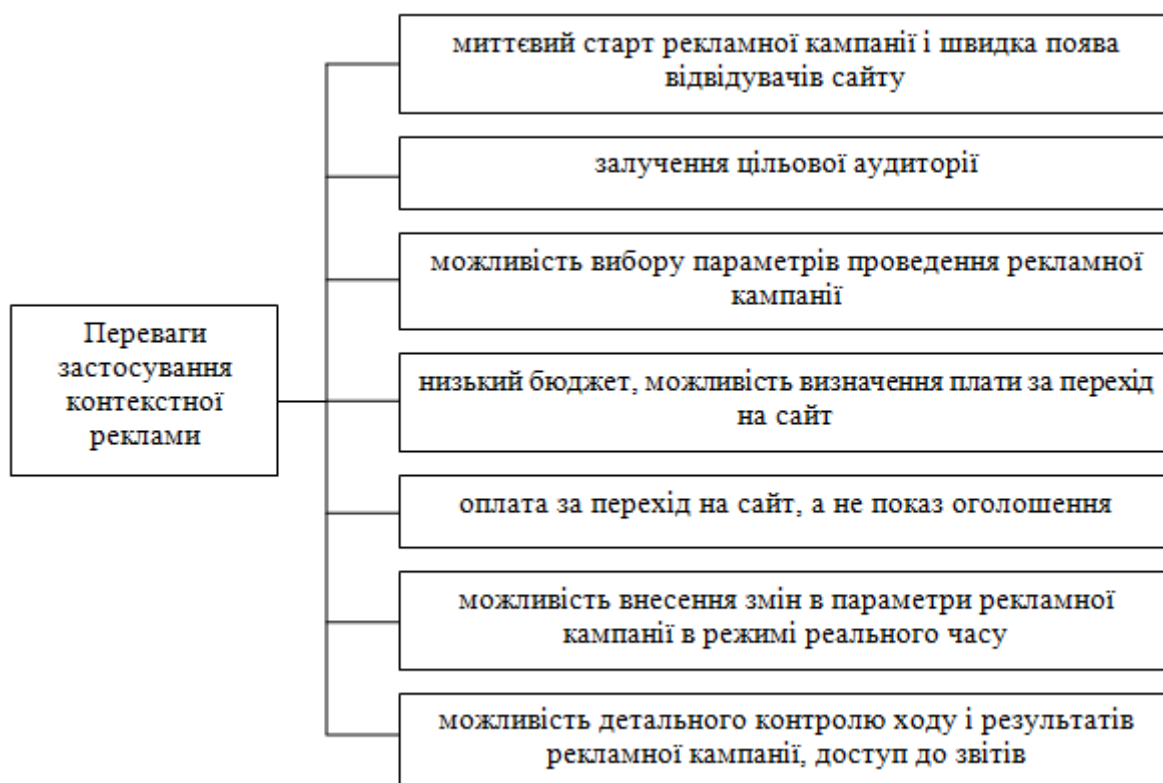 Переваги
застосування
контекстної
реклами
миттєвий старт рекламної кампанії і швидка поява
відвідувачів сайту
залучення цільової аудиторії
можливість вибору параметрів проведення рекламної
кампанії
низький бюджет, можливість визначення плати за перехід
на сайт
оплата за перехід на сайт, а не показ оголошення
можливість внесення змін в параметри рекламної
кампанії в режимі реального часу
можливість детального контролю ходу і результатів
рекламної кампанії, доступ до звітів